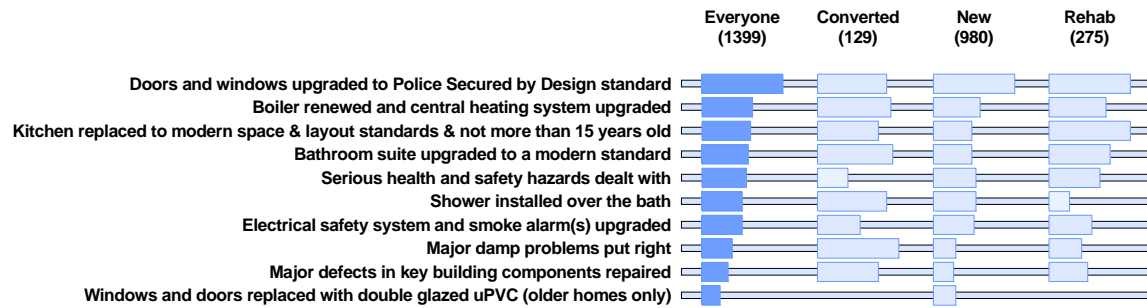 Everyone Converted New Rehab
(1399) (129) (980) (275)
Doors and windows upgraded to Police Secured by Design standard
Boiler renewed and central heating system upgraded
Kitchen replaced to modern space & layout standards & not more than 15 years old
Bathroom suite upgraded to a modern standard
Serious health and safety hazards dealt with
Shower installed over the bath
Electrical safety system and smoke alarm(s) upgraded
Major damp problems put right
Major defects in key building components repaired
Windows and doors replaced with double glazed uPVC (older homes only)